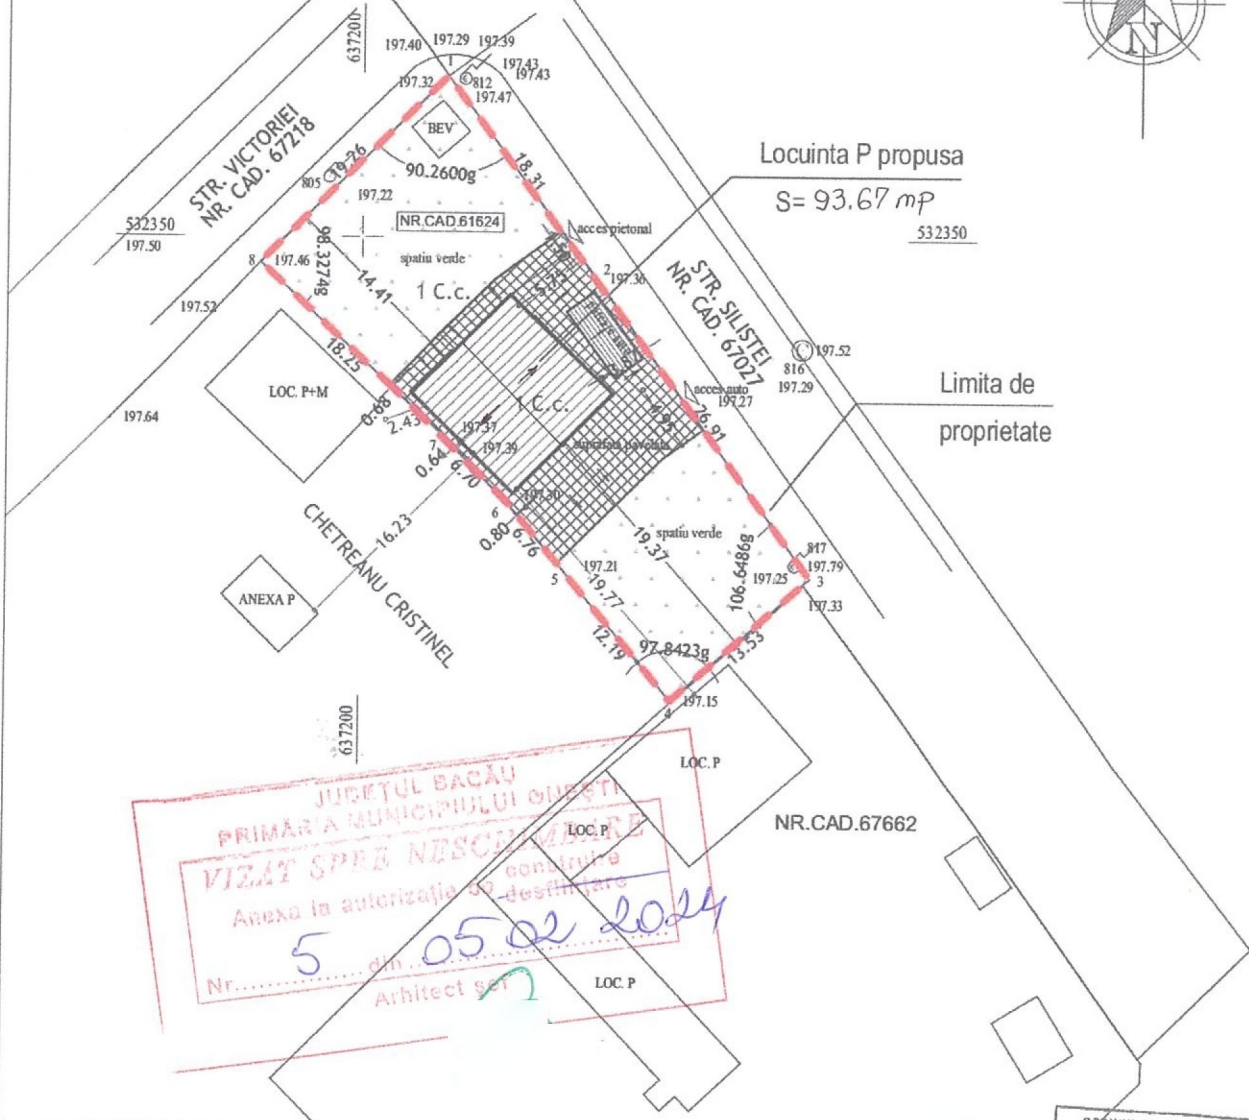 637200
197.40
197.29
197.39
1
197.43
197.43
197.32
812
197.47
N
BEV
STR. VICTORIEI
NR. CAD. 67218
805
19.26
90.2600g
18.31
Locuinta P propusa
S= 93.67 mp
197.22
NR.CAD.61624
532350
197.50
acces pietonal
532350
8
197.46
98.3274g
spatiu verde
14.41
1 C.c.
2
197.36
STR. SILISTEI
NR. CAD. 67027
197.52
18.25
LOC. P+M
C
197.52
816
197.29
Limita de
proprietate
197.64
0.68
2.43
1 C.c.
acces auto
197.27
26.91
197.37
197.39
7
0.64
6.70
197.30
6
0.80
6.76
CHETREANU CRISTINEL
16.23
spatiu verde
19.37
106.6486g
817
197.79
197.25
3
197.33
197.21
5
19.77
ANEXA P
12.19
97.8423g
13.53
197.15
4
637200
LOC. P
JUDEȚUL BACĂU
PRIMĂRIA MUNICIPIULUI ONEȘTI
VIZAT SPRE NESCHIMBARE
Anexa la autorizația de construire
desființare
Nr. 5 din 05 02 2024
Arhitect șef
LOC. P
NR.CAD.67662
LOC. P